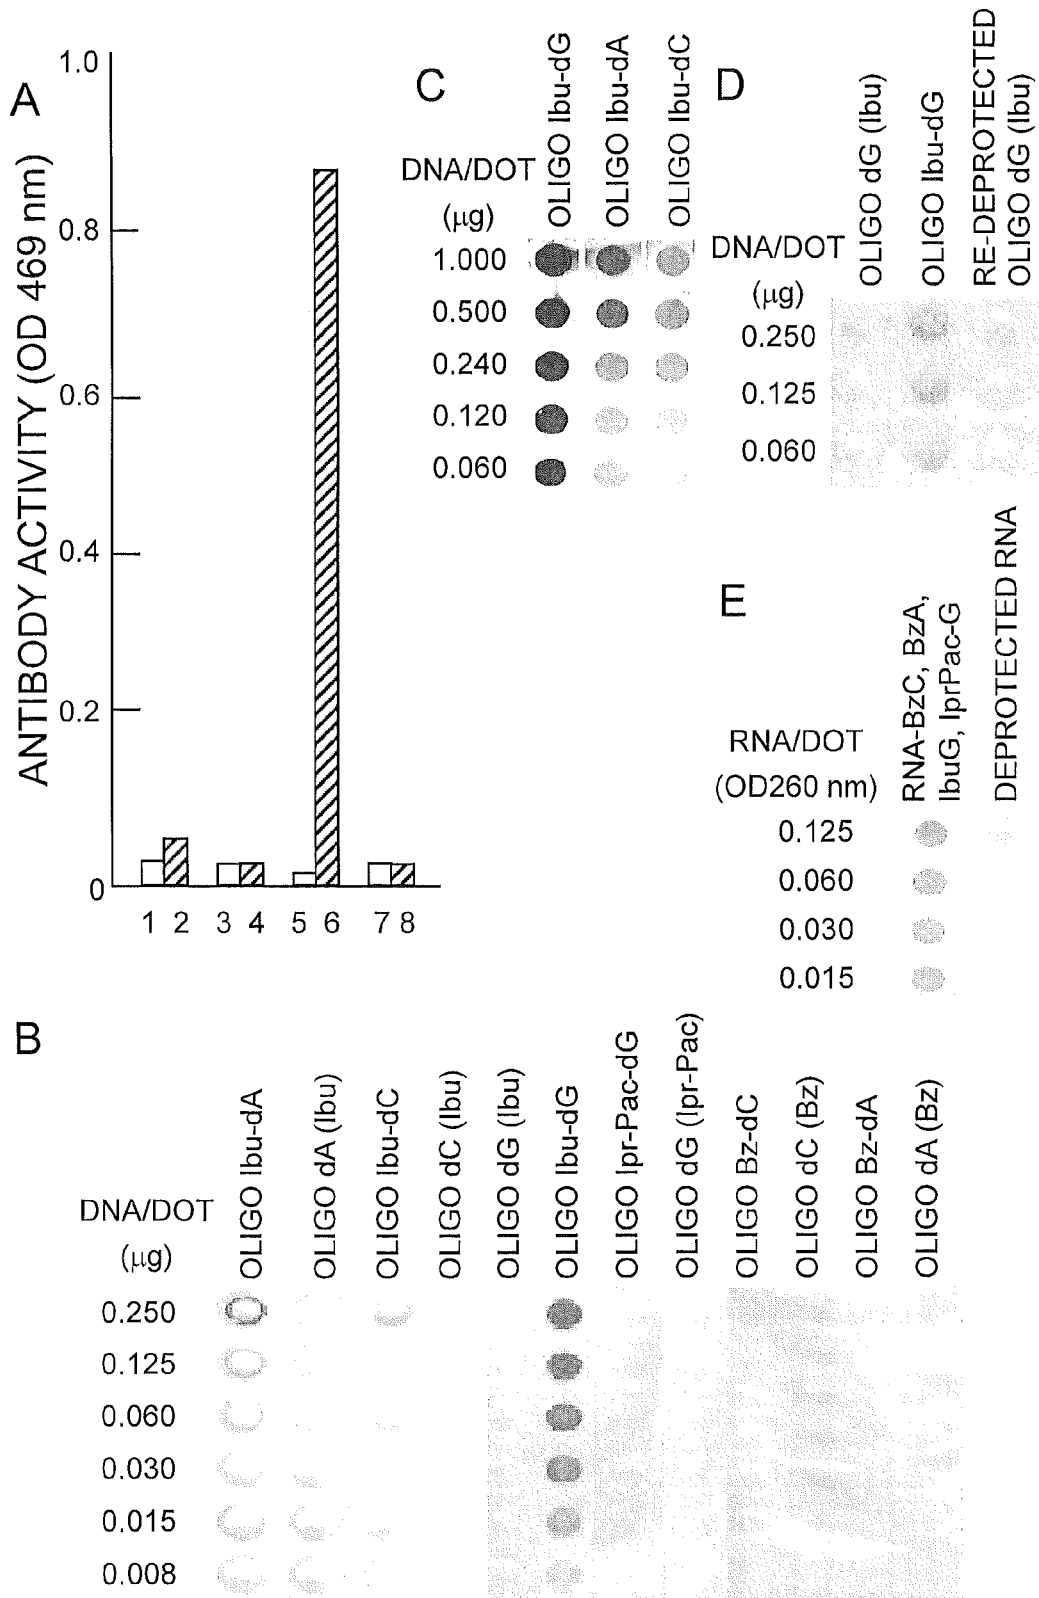 A
ANTIBODY ACTIVITY (OD 469 nm)
1.0
0.8
0.6
0.4
0.2
0
1 2 3 4 5 6 7 8
C
DNA/DOT
(µg)
OLIGO Ibu-dG
OLIGO Ibu-dA
OLIGO Ibu-dC
1.000
0.500
0.240
0.120
0.060
D
DNA/DOT
(µg)
OLIGO dG (Ibu)
OLIGO Ibu-dG
RE-DEPROTECTED
OLIGO dG (Ibu)
0.250
0.125
0.060
E
RNA/DOT
(OD260 nm)
RNA-BzC, BzA,
IbuG, IprPac-G
DEPROTECTED RNA
0.125
0.060
0.030
0.015
B
DNA/DOT
(µg)
OLIGO Ibu-dA
OLIGO dA (Ibu)
OLIGO Ibu-dC
OLIGO dC (Ibu)
OLIGO dG (Ibu)
OLIGO Ibu-dG
OLIGO Ipr-Pac-dG
OLIGO dG (Ipr-Pac)
OLIGO Bz-dC
OLIGO dC (Bz)
OLIGO Bz-dA
OLIGO dA (Bz)
0.250
0.125
0.060
0.030
0.015
0.008